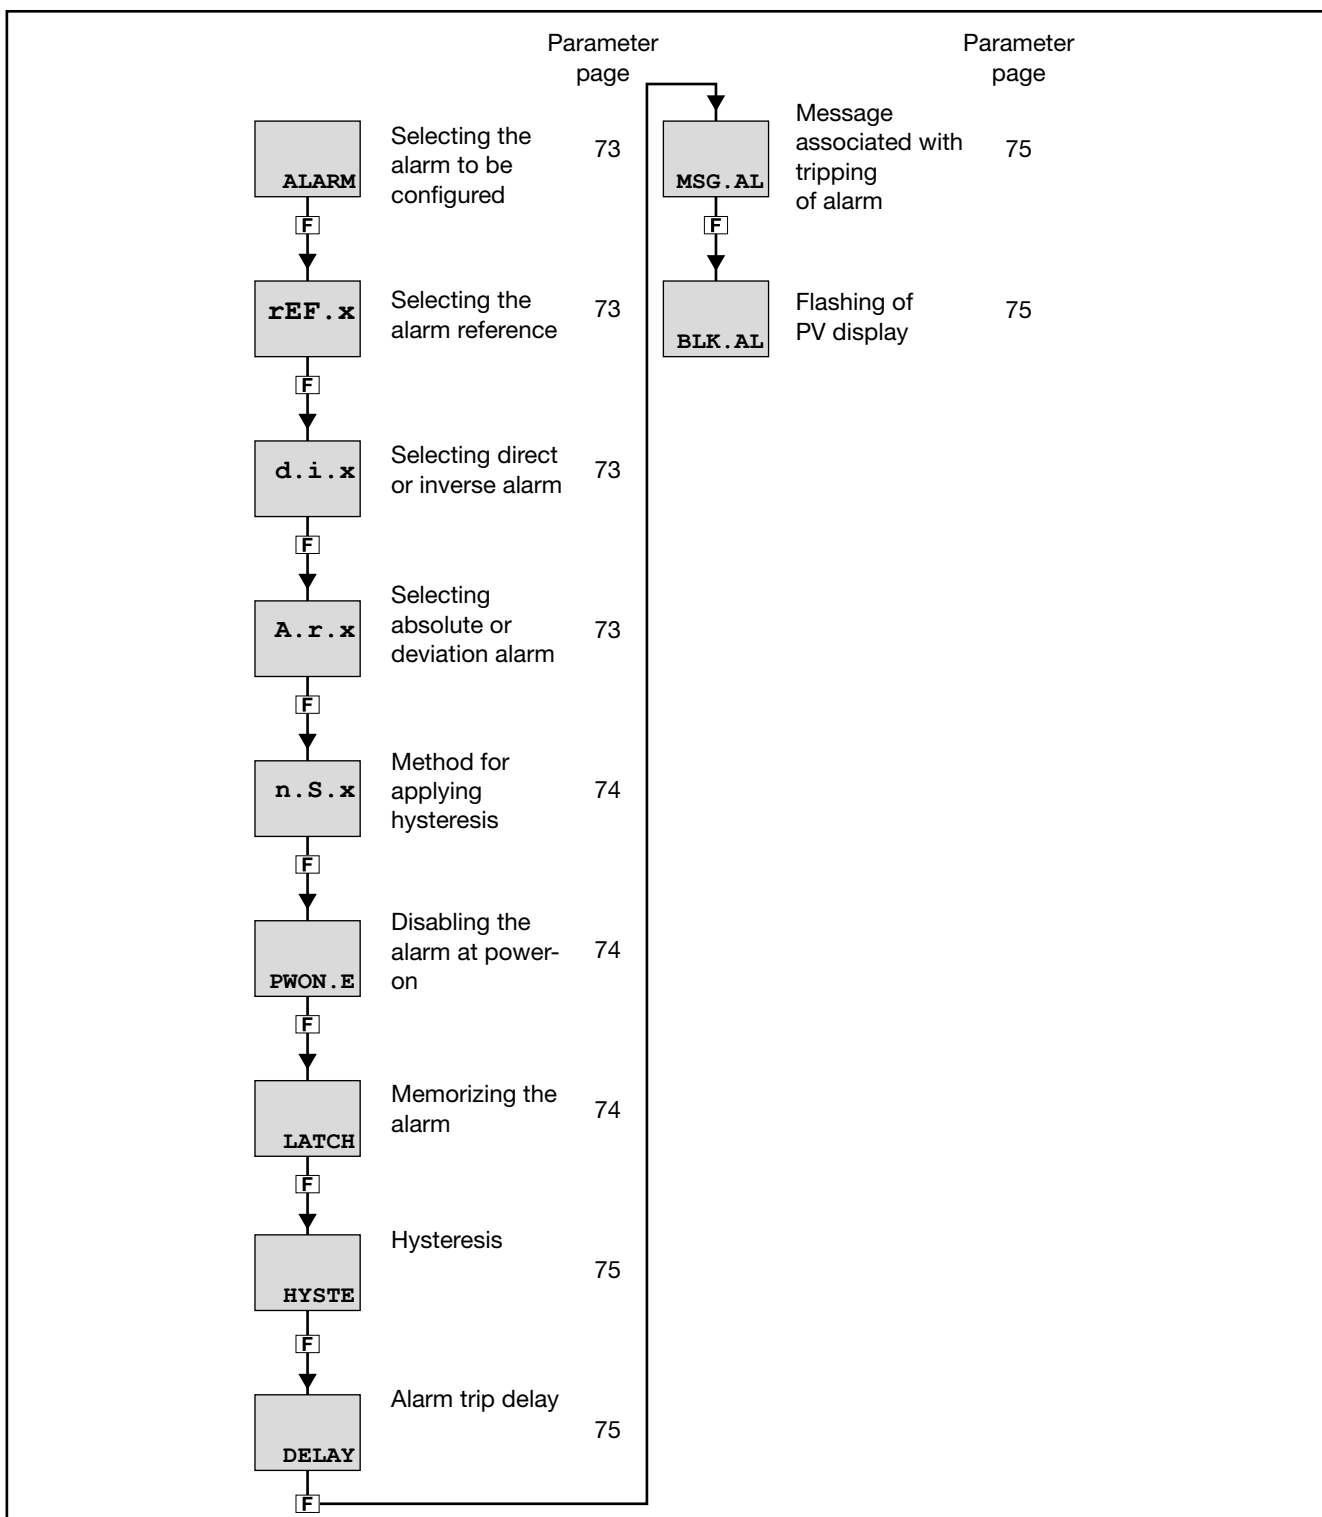 Parameter
page
ALARM
Selecting the
alarm to be
configured
73
F
rEF.x
Selecting the
alarm reference
73
F
d.i.x
Selecting direct
or inverse alarm
73
F
A.r.x
Selecting
absolute or
deviation alarm
73
F
n.S.x
Method for
applying
hysteresis
74
F
PWON.E
Disabling the
alarm at power-
on
74
F
LATCH
Memorizing the
alarm
74
F
HYSTE
Hysteresis
75
F
DELAY
Alarm trip delay
75
F
Parameter
page
MSG.AL
Message
associated with
tripping
of alarm
75
F
BLK.AL
Flashing of
PV display
75